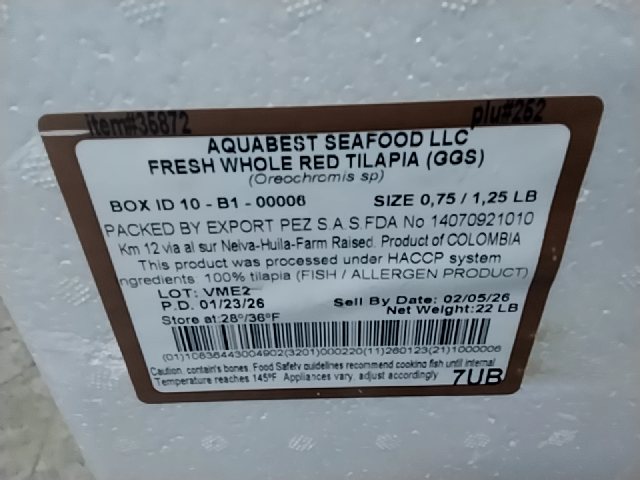 item#35872 plu#252
AQUABEST SEAFOOD LLC
FRESH WHOLE RED TILAPIA (GGS)
(Oreochromis sp)
BOX ID 10 - B1 - 00006 SIZE 0,75 / 1,25 LB
PACKED BY EXPORT PEZ S.A.S.FDA No 14070921010
Km 12 via al sur Neiva-Huila-Farm Raised. Product of COLOMBIA
This product was processed under HACCP system
ngredients: 100% tilapia (FISH / ALLERGEN PRODUCT)
LOT: VME2
P.D. 01/23/26 Sell By Date: 02/05/26
Store at:28°/36°F Net Weight:22 LB
(01)10836443004902(3201)000220(11)260123(21)1000006
Caution, contain's bones. Food Safety guidelines recommend cooking fish until internal
Temperature reaches 145°F. Appliances vary, adjust accordingly
7UB